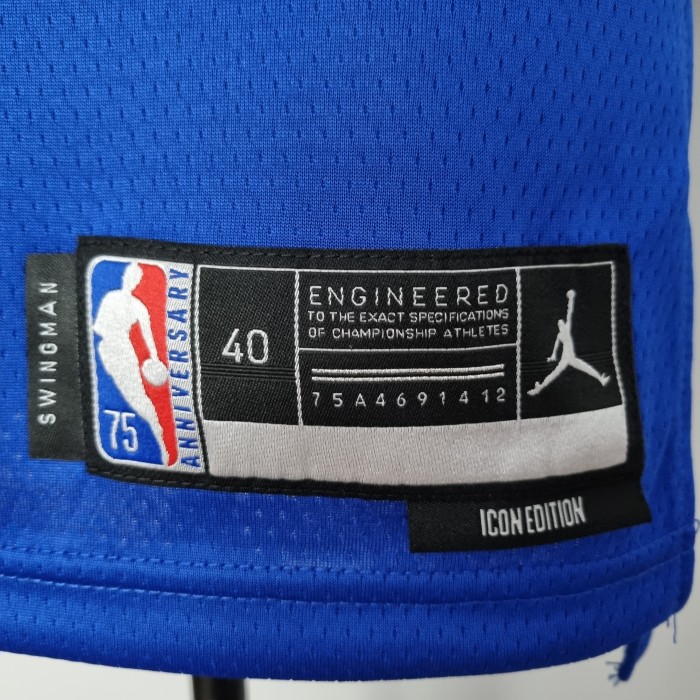 SWINGMAN
75
ANNIVERSARY
40
ENGINEERED
TO THE EXACT SPECIFICATIONS
OF CHAMPIONSHIP ATHLETES
75A4691412
ICON EDITION